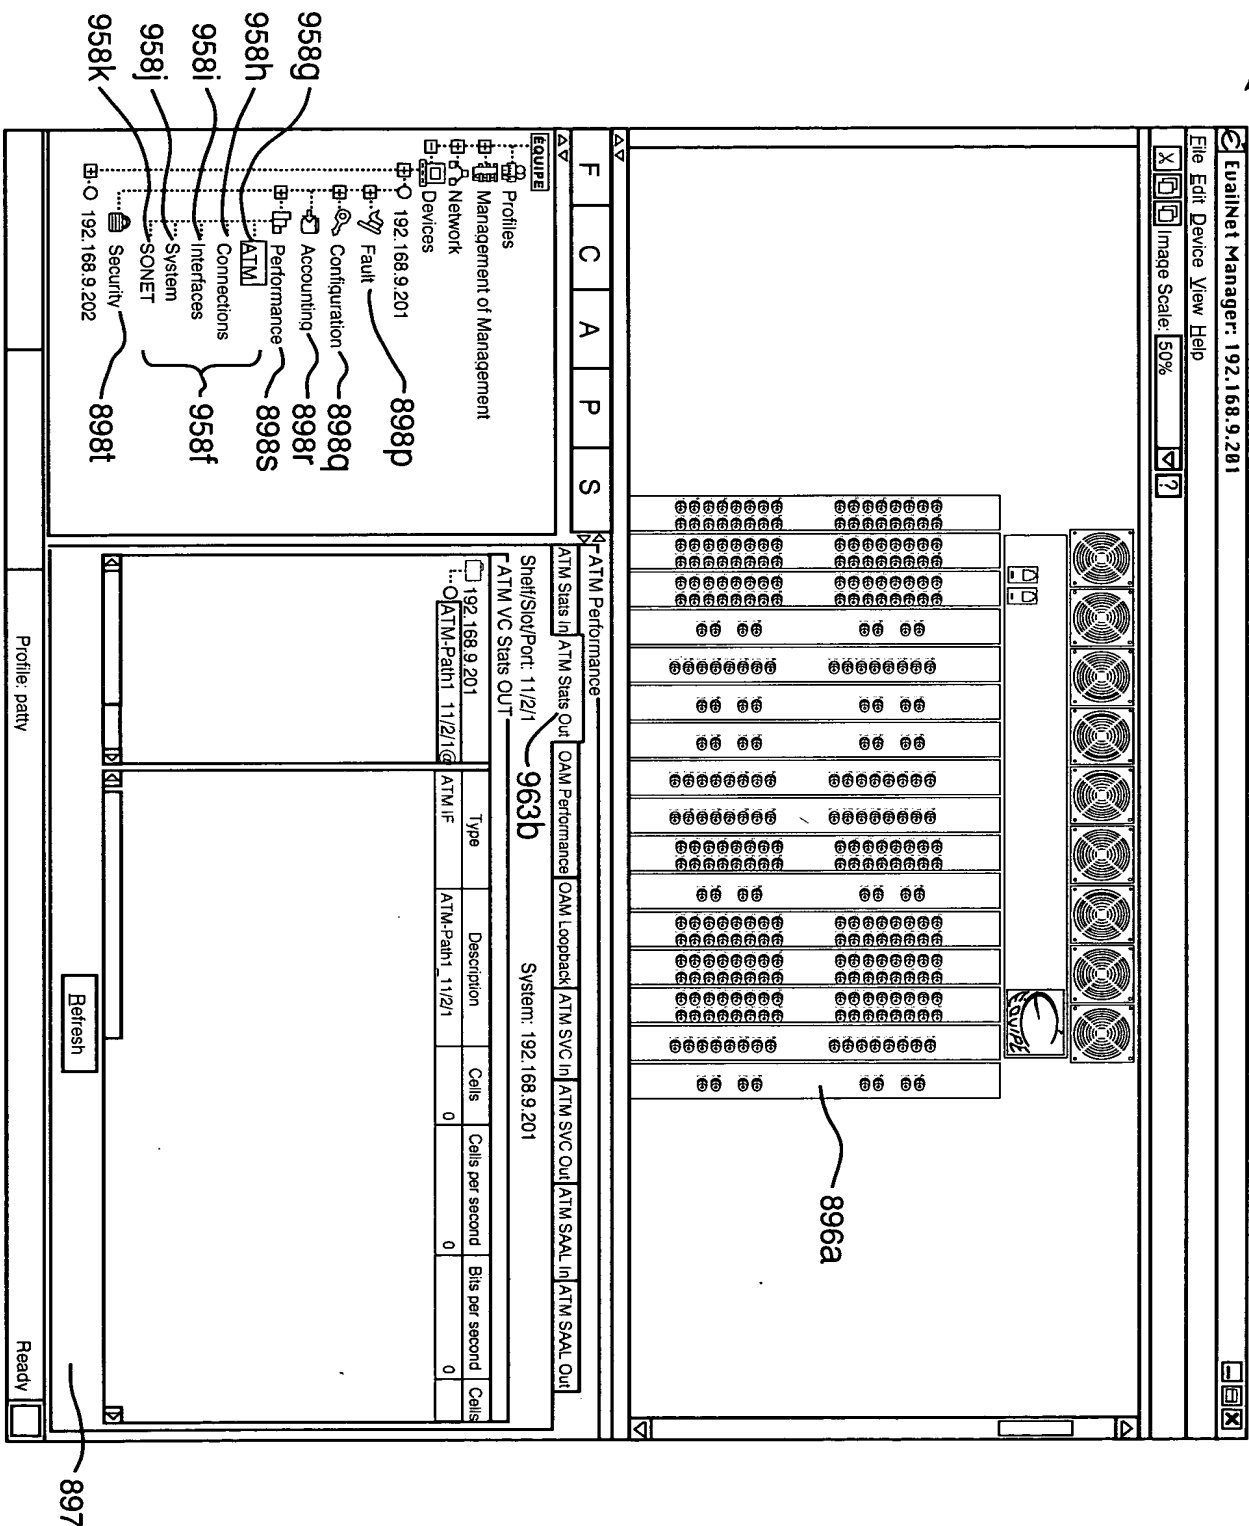 EuailNet Manager: 192.168.9.201
File Edit Device View Help
X Image Scale: 50% ?
EQUIPE
896a
F C A P S
EQUIPE
Profiles
Management of Management
Network
Devices
192.168.9.201
Fault
Configuration
Accounting
Performance
ATM
Connections
Interfaces
System
SONET
Security
192.168.9.202
898p
898q
898r
898s
958f
898t
958g
958h
958i
958j
958k
ATM Performance
ATM Stats In ATM Stats Out OAM Performance OAM Loopback ATM SVC In ATM SVC Out ATM SAAL In ATM SAAL Out
Shelf/Slot/Port: 11/2/1 System: 192.168.9.201
963b
ATM VC Stats OUT
192.168.9.201
ATM-Path1 11/2/1@
Type Description Cells Cells per second Bits per second Cells
ATM IF ATM-Path1_11/2/1 0 0 0
Refresh
897
Profile: patty Ready